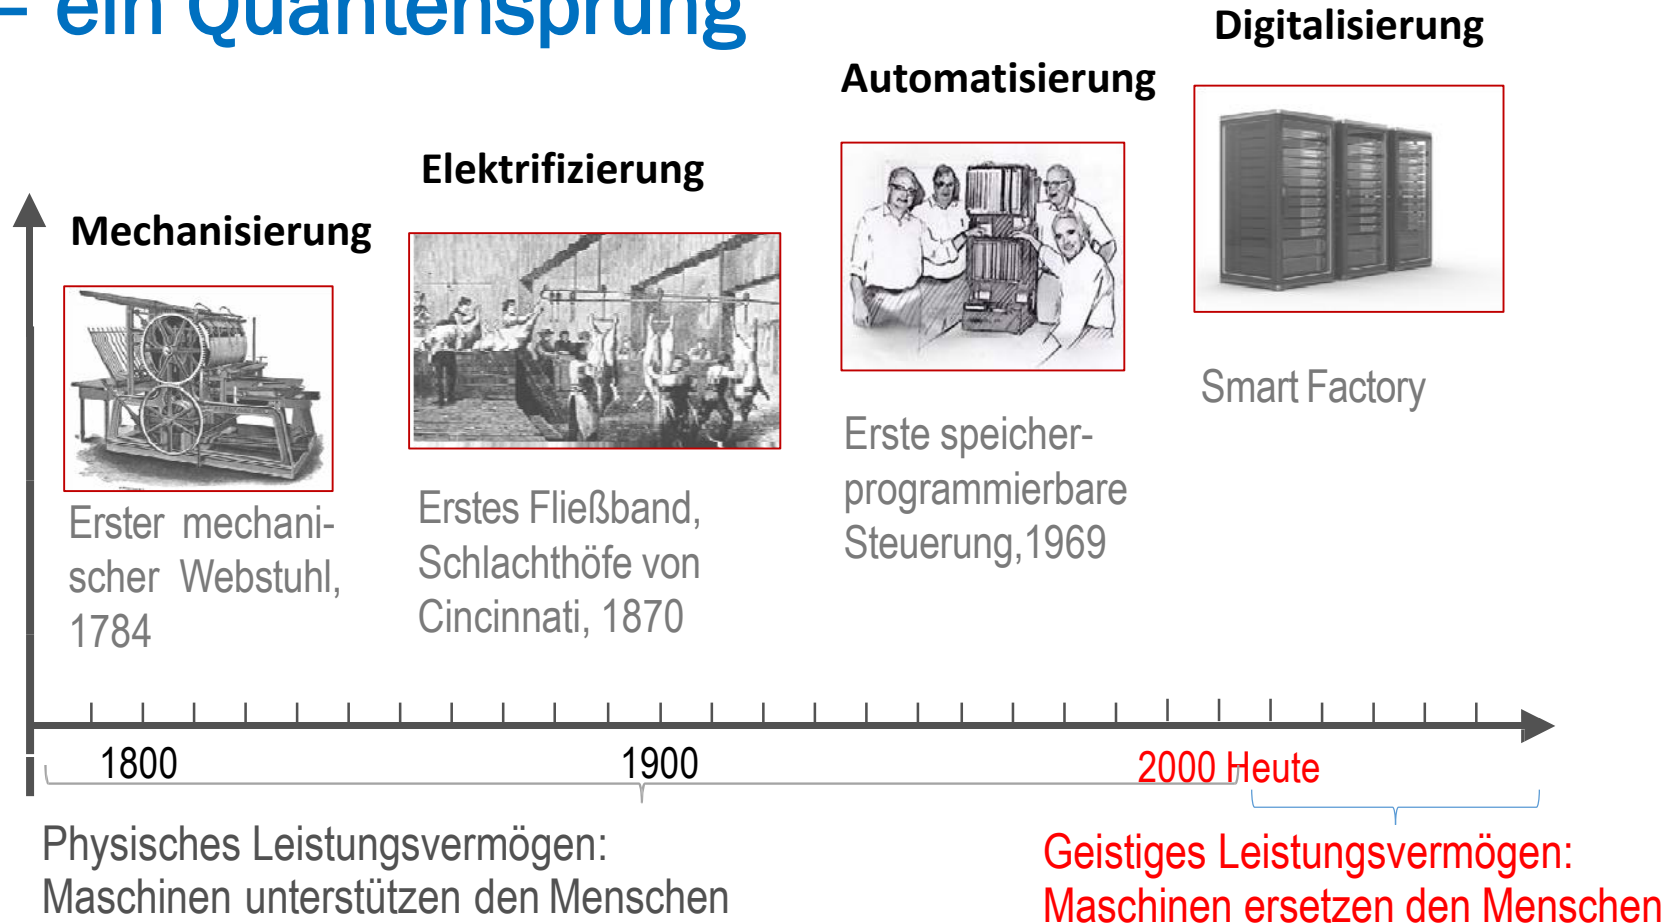 – ein Quantensprung
Digitalisierung
Automatisierung
Elektrifizierung
Mechanisierung
Smart Factory
Erste speicher-
programmierbare
Steuerung,1969
Erstes Fließband,
Schlachthöfe von
Cincinnati, 1870
Erster mechani-
scher Webstuhl,
1784
1800
1900
2000 Heute
Physisches Leistungsvermögen:
Maschinen unterstützen den Menschen
Geistiges Leistungsvermögen:
Maschinen ersetzen den Menschen